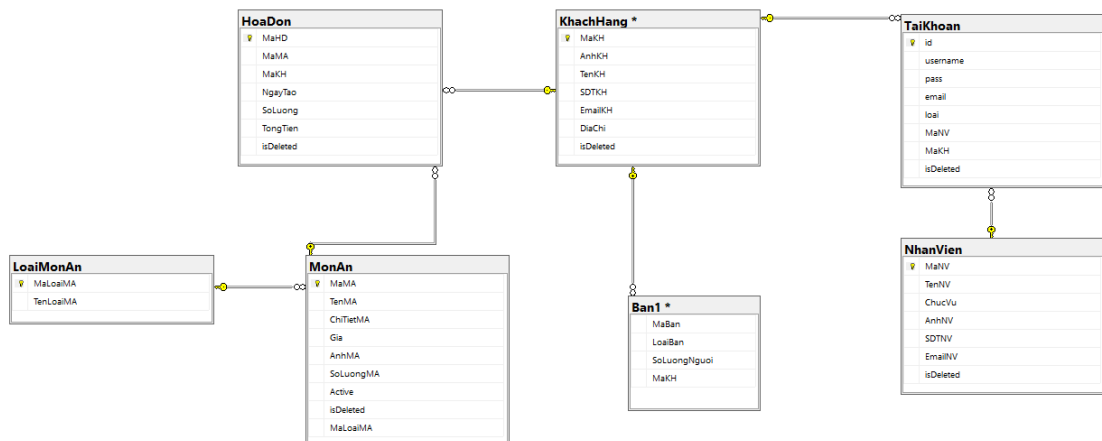 HoaDon
MaHD
MaMA
MaKH
NgayTao
SoLuong
TongTien
isDeleted
KhachHang *
MaKH
AnhKH
TenKH
SDTKH
EmailKH
DiaChi
isDeleted
TaiKhoan
id
username
pass
email
loai
MaNV
MaKH
isDeleted
LoaiMonAn
MaLoaiMA
TenLoaiMA
MonAn
MaMA
TenMA
ChiTietMA
Gia
AnhMA
SoLuongMA
Active
isDeleted
MaLoaiMA
Ban1 *
MaBan
LoaiBan
SoLuongNguoi
MaKH
NhanVien
MaNV
TenNV
ChucVu
AnhNV
SDTNV
EmailNV
isDeleted